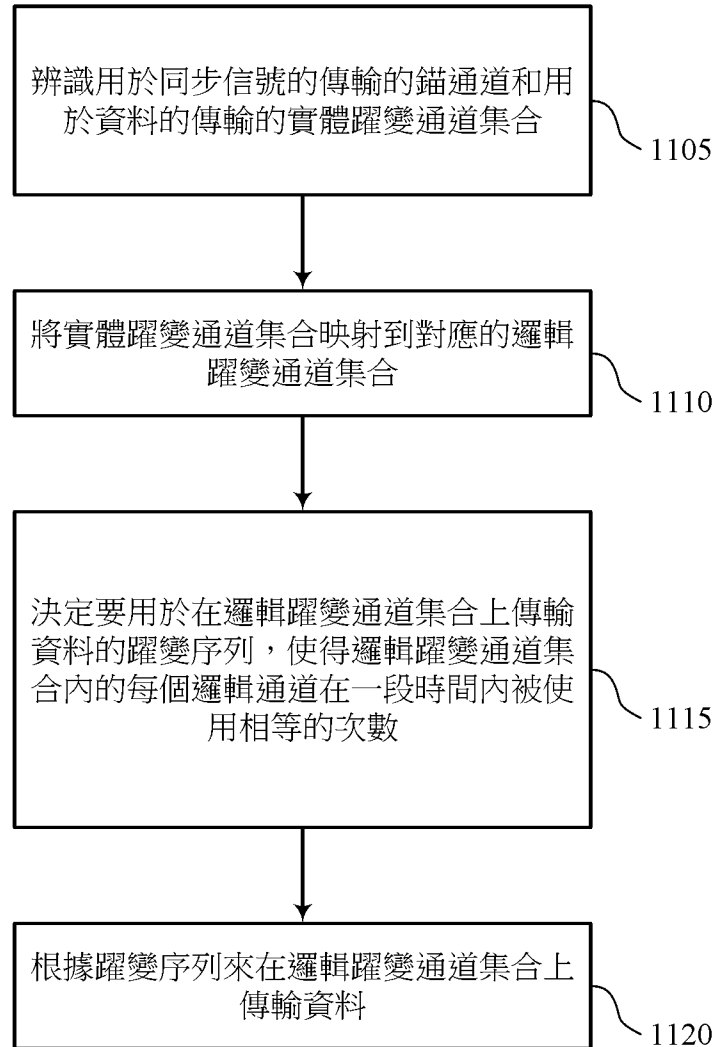 辨識用於同步信號的傳輸的錨通道和用
於資料的傳輸的實體躍變通道集合
1105
將實體躍變通道集合映射到對應的邏輯
躍變通道集合
1110
決定要用於在邏輯躍變通道集合上傳輸
資料的躍變序列，使得邏輯躍變通道集
合內的每個邏輯通道在一段時間內被使
用相等的次數
1115
根據躍變序列來在邏輯躍變通道集合上
傳輸資料
1120